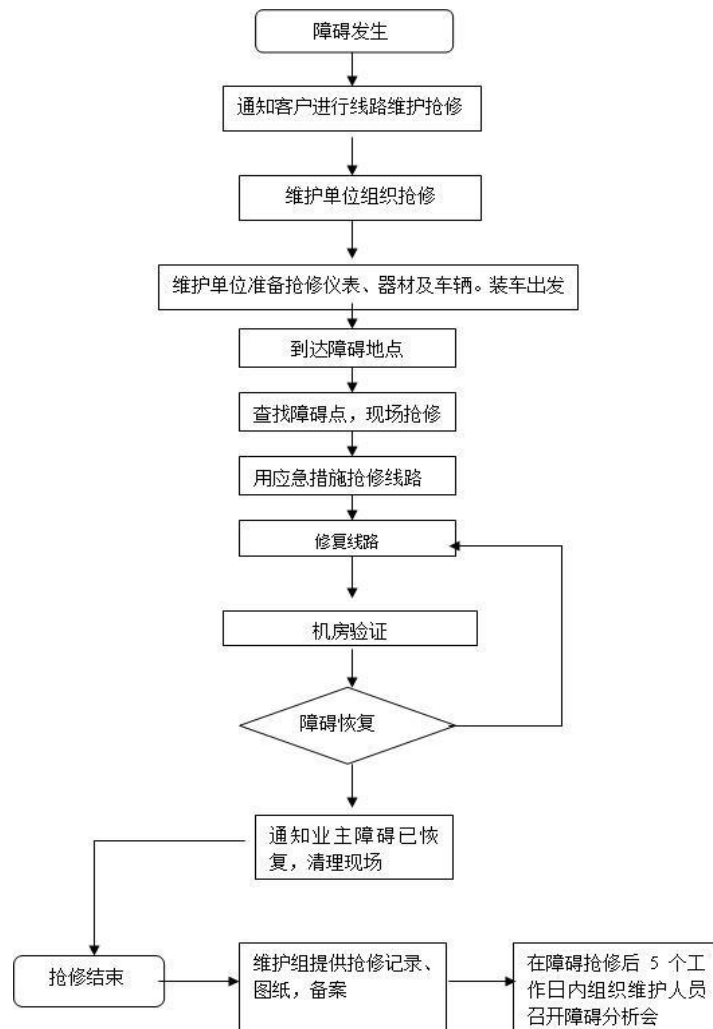 障碍发生
通知客户进行线路维护抢修
维护单位组织抢修
维护单位准备抢修仪表、器材及车辆。装车出发
到达障碍地点
查找障碍点，现场抢修
用应急措施抢修线路
修复线路
机房验证
障碍恢复
通知业主障碍已恢
复，清理现场
抢修结束
维护组提供抢修记录、
图纸，备案
在障碍抢修后 5 个工
作日内组织维护人员
召开障碍分析会